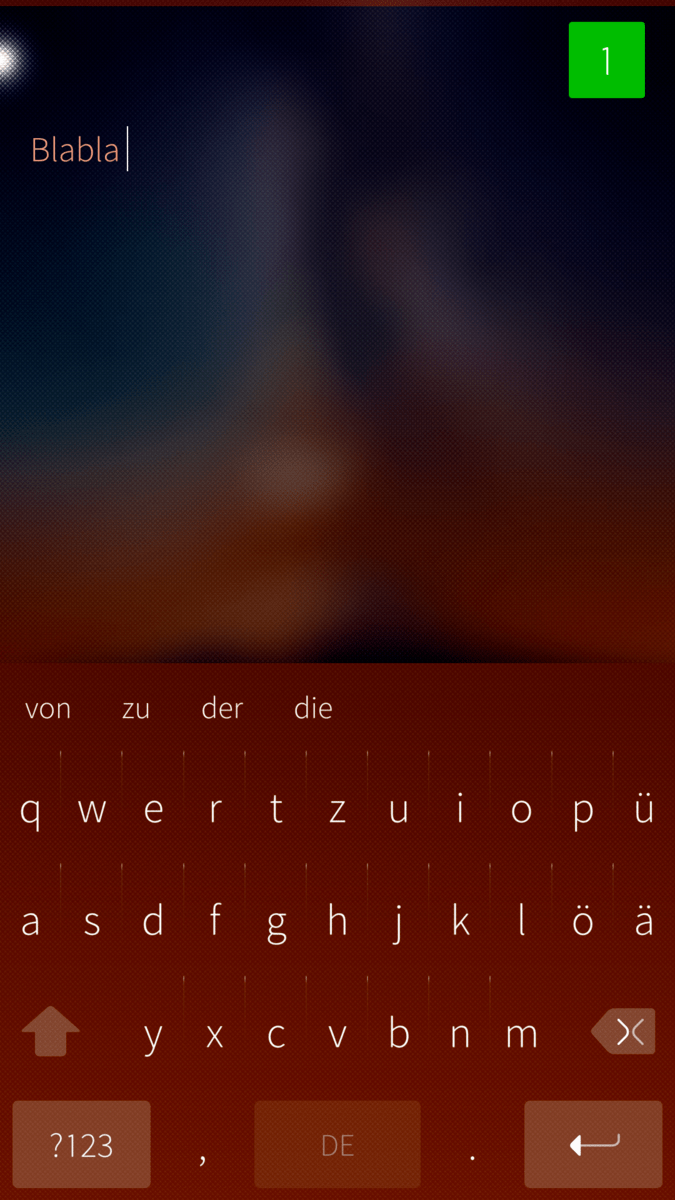 1
Blabla
von zu der die
q w e r t z u i o p ü
a s d f g h j k l ö ä
y x c v b n m
?123 , DE .